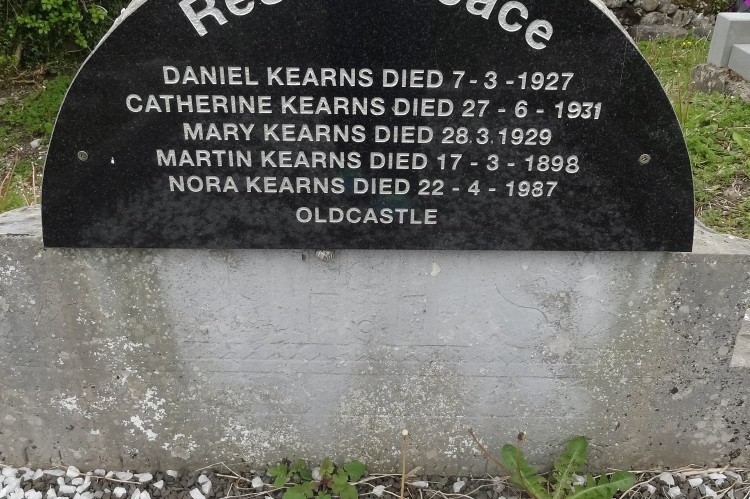 DANIEL KEARNS DIED 7-3-1927
CATHERINE KEARNS DIED 27-6-1931
MARY KEARNS DIED 28.3.1929
MARTIN KEARNS DIED 17-3-1898
NORA KEARNS DIED 22-4-1987
OLDCASTLE